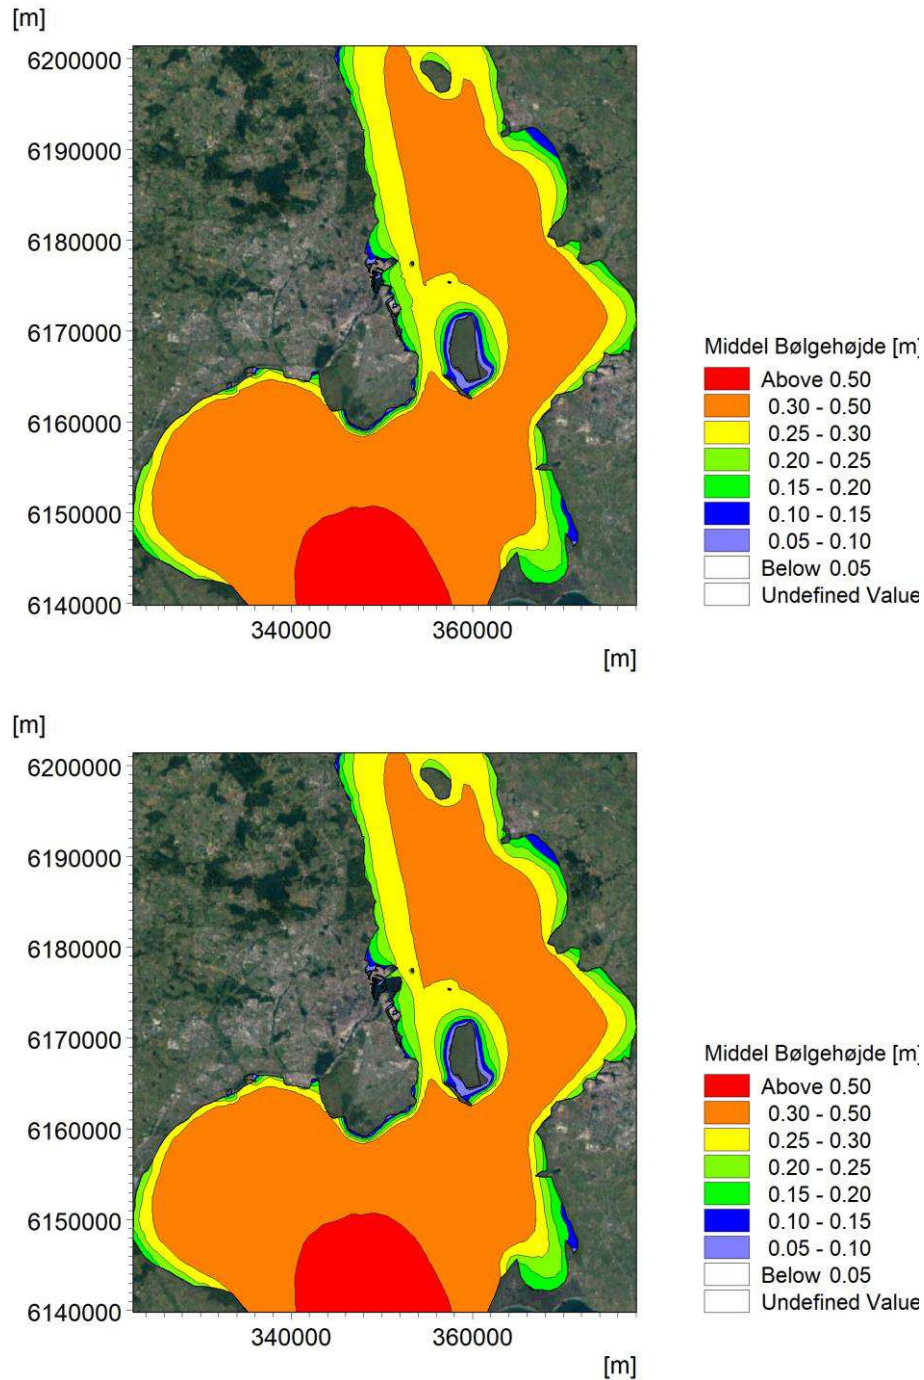 [m]
6200000
6190000
6180000
6170000
6160000
6150000
6140000
340000 360000
[m]
Middel Bølgehøjde [m]
Above 0.50
0.30 - 0.50
0.25 - 0.30
0.20 - 0.25
0.15 - 0.20
0.10 - 0.15
0.05 - 0.10
Below 0.05
Undefined Value
[m]
6200000
6190000
6180000
6170000
6160000
6150000
6140000
340000 360000
[m]
Middel Bølgehøjde [m]
Above 0.50
0.30 - 0.50
0.25 - 0.30
0.20 - 0.25
0.15 - 0.20
0.10 - 0.15
0.05 - 0.10
Below 0.05
Undefined Value